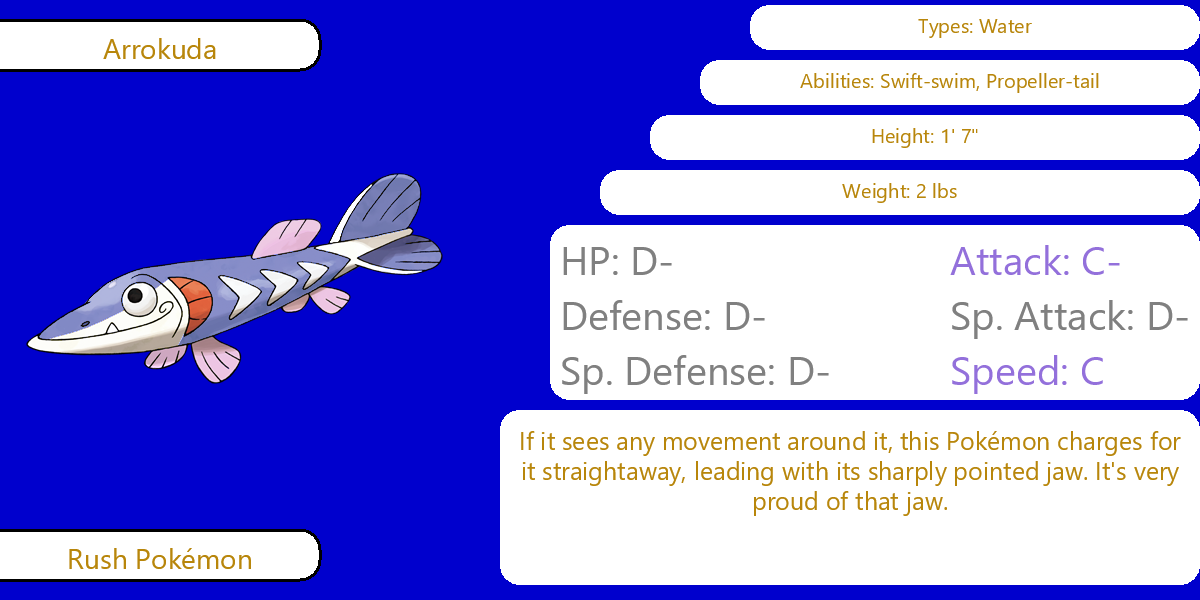 Arrokuda
Types: Water
Abilities: Swift-swim, Propeller-tail
Height: 1' 7"
Weight: 2 lbs
HP: D-
Attack: C-
Defense: D-
Sp. Attack: D-
Sp. Defense: D-
Speed: C
If it sees any movement around it, this Pokémon charges for
it straightaway, leading with its sharply pointed jaw. It's very
proud of that jaw.
Rush Pokémon